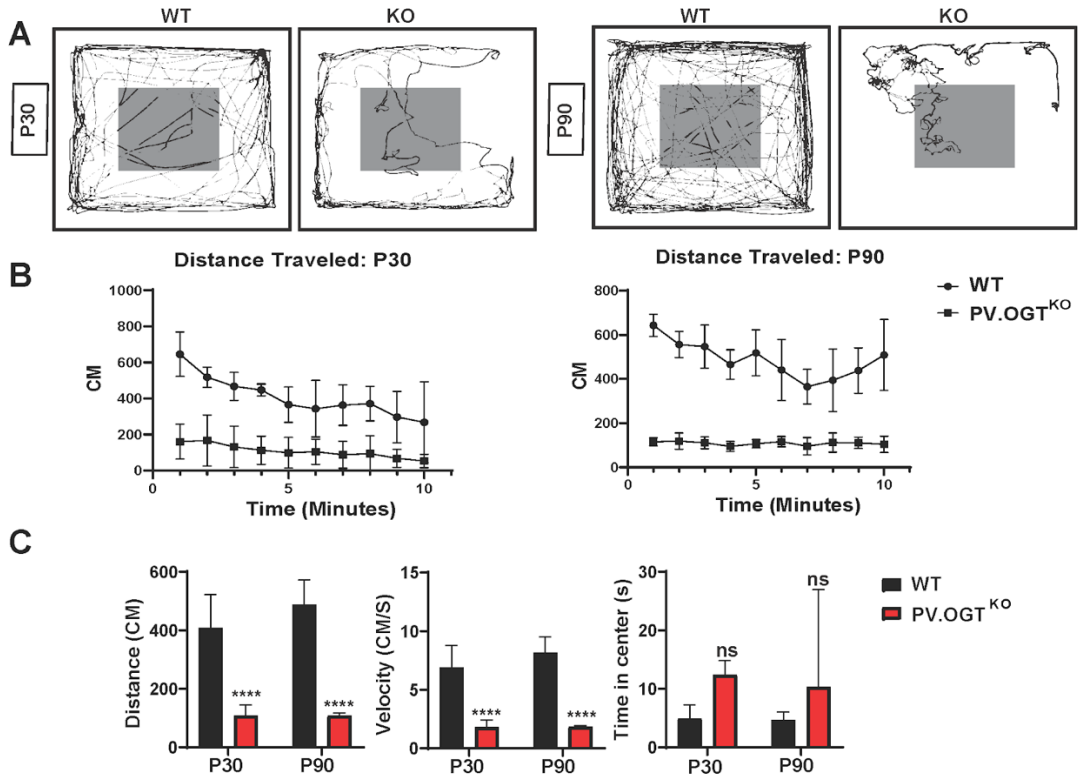 A
WT KO WT KO
P30
P90
B
Distance Traveled: P30
1000
800
600
400
200
0
CM
0 5 10
Time (Minutes)
Distance Traveled: P90
800
600
400
200
0
CM
0 5 10
Time (Minutes)
WT
PV.OGT^KO
C
600
400
200
0
Distance (CM)
****
****
P30 P90
15
10
5
0
Velocity (CM/S)
****
****
P30 P90
30
20
10
0
Time in center (s)
ns
ns
P30 P90
WT
PV.OGT^KO